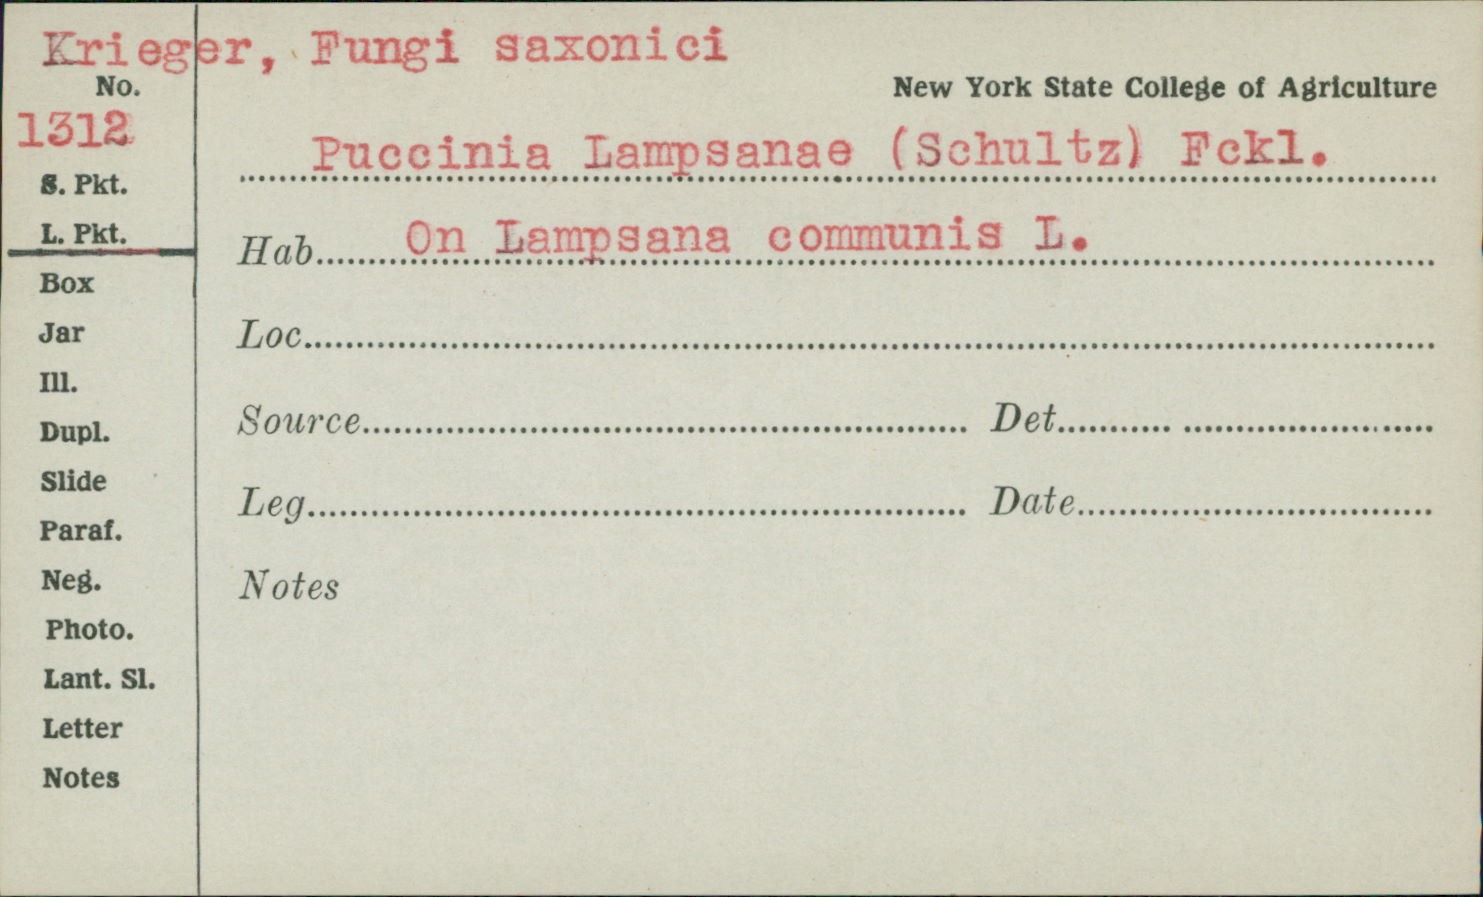 Krieger, Fungi saxonici
No.
New York State College of Agriculture
1312
Puccinia Lampsanae (Schultz) Fckl.
S. Pkt.
L. Pkt.
Hab. On Lampsana communis L.
Box
Loc.
Jar
Ill.
Source Det.
Dupl.
Slide
Leg. Date
Paraf.
Neg.
Notes
Photo.
Lant. Sl.
Letter
Notes